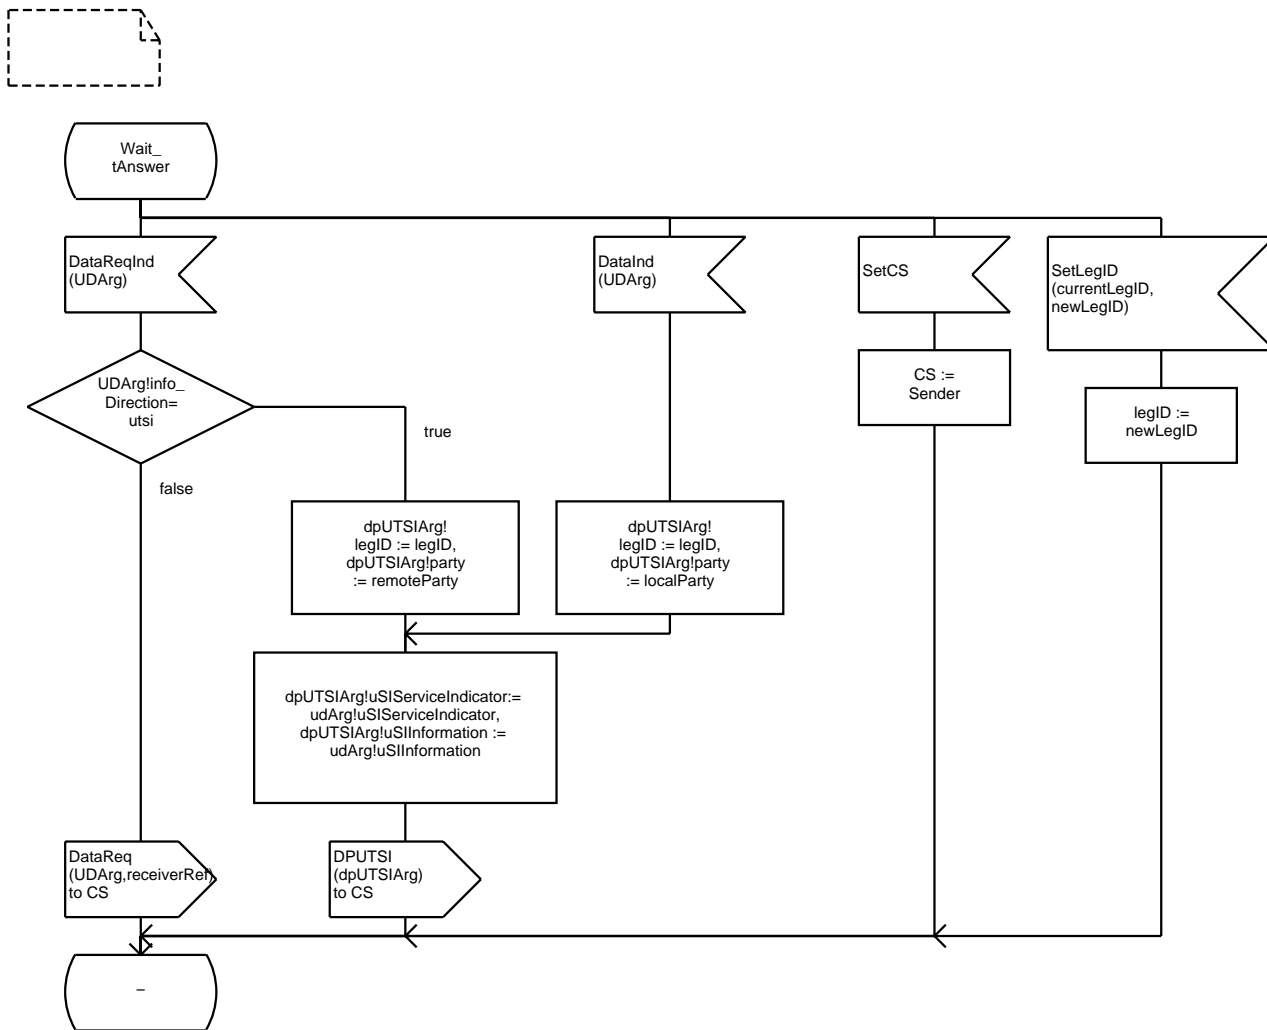 Wait_
tAnswer
DataReqInd
(UDArg)
DataInd
(UDArg)
SetCS
SetLegID
(currentLegID,
newLegID)
UDArg!info_
Direction=
utsi
true
false
CS :=
Sender
legID :=
newLegID
dpUTSIArg!
legID := legID,
dpUTSIArg!party
:= remoteParty
dpUTSIArg!
legID := legID,
dpUTSIArg!party
:= localParty
dpUTSIArg!uSIServiceIndicator:=
udArg!uSIServiceIndicator,
dpUTSIArg!uSIInformation :=
udArg!uSIInformation
DataReq
(UDArg,receiverRef)
to CS
DPUTSI
(dpUTSIArg)
to CS
–